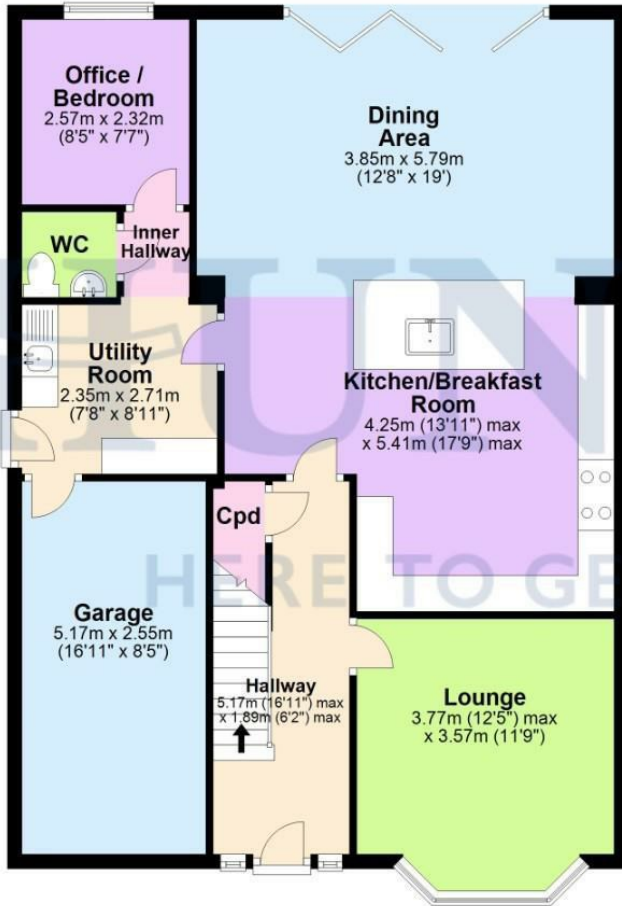 Office /
Bedroom
2.57m x 2.32m
(8'5" x 7'7")
Dining
Area
3.85m x 5.79m
(12'8" x 19')
WC
Inner
Hallway
Utility
Room
2.35m x 2.71m
(7'8" x 8'11")
Kitchen/Breakfast
Room
4.25m (13'11") max
x 5.41m (17'9") max
Cpd
Garage
5.17m x 2.55m
(16'11" x 8'5")
Hallway
5.17m (16'11") max
x 1.89m (6'2") max
Lounge
3.77m (12'5") max
x 3.57m (11'9")
HUN
HERE TO GE